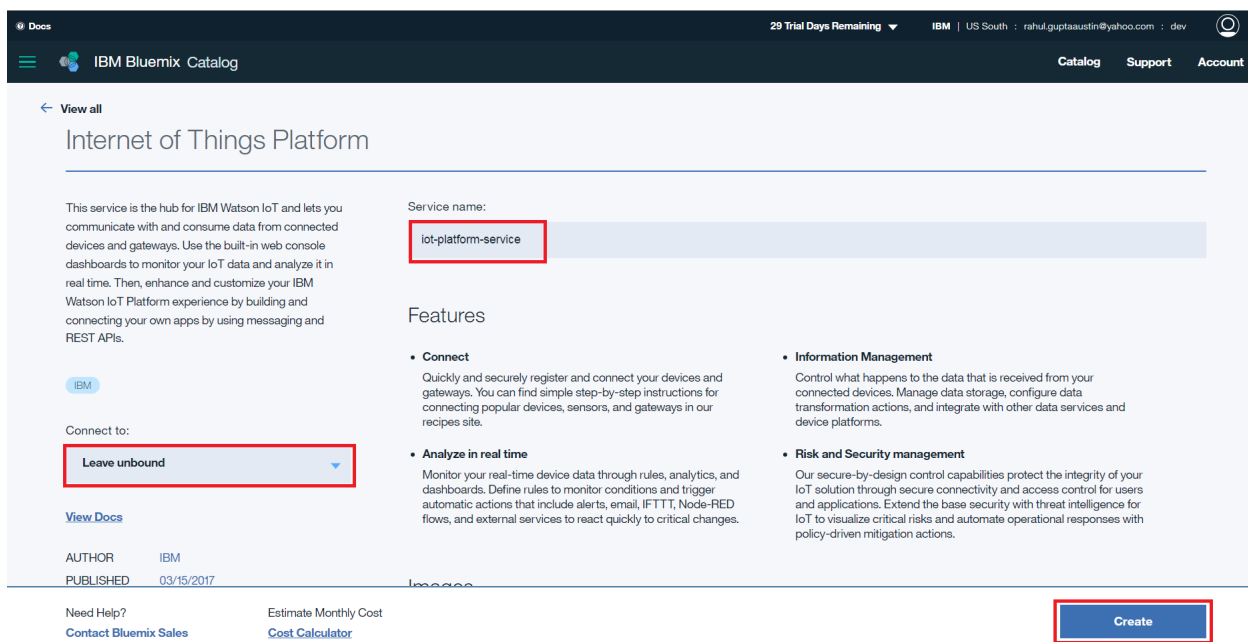 Docs
29 Trial Days Remaining
IBM | US South : rahul.guptaaustin@yahoo.com : dev
IBM Bluemix Catalog
Catalog Support Account
← View all
Internet of Things Platform
This service is the hub for IBM Watson IoT and lets you
communicate with and consume data from connected
devices and gateways. Use the built-in web console
dashboards to monitor your IoT data and analyze it in
real time. Then, enhance and customize your IBM
Watson IoT Platform experience by building and
connecting your own apps by using messaging and
REST APIs.
IBM
Connect to:
Leave unbound
View Docs
AUTHOR IBM
PUBLISHED 03/15/2017
Service name:
iot-platform-service
Features
• Connect
Quickly and securely register and connect your devices and
gateways. You can find simple step-by-step instructions for
connecting popular devices, sensors, and gateways in our
recipes site.
• Analyze in real time
Monitor your real-time device data through rules, analytics, and
dashboards. Define rules to monitor conditions and trigger
automatic actions that include alerts, email, IFTTT, Node-RED
flows, and external services to react quickly to critical changes.
• Information Management
Control what happens to the data that is received from your
connected devices. Manage data storage, configure data
transformation actions, and integrate with other data services and
device platforms.
• Risk and Security management
Our secure-by-design control capabilities protect the integrity of your
IoT solution through secure connectivity and access control for users
and applications. Extend the base security with threat intelligence for
IoT to visualize critical risks and automate operational responses with
policy-driven mitigation actions.
Images
Need Help?
Contact Bluemix Sales
Estimate Monthly Cost
Cost Calculator
Create